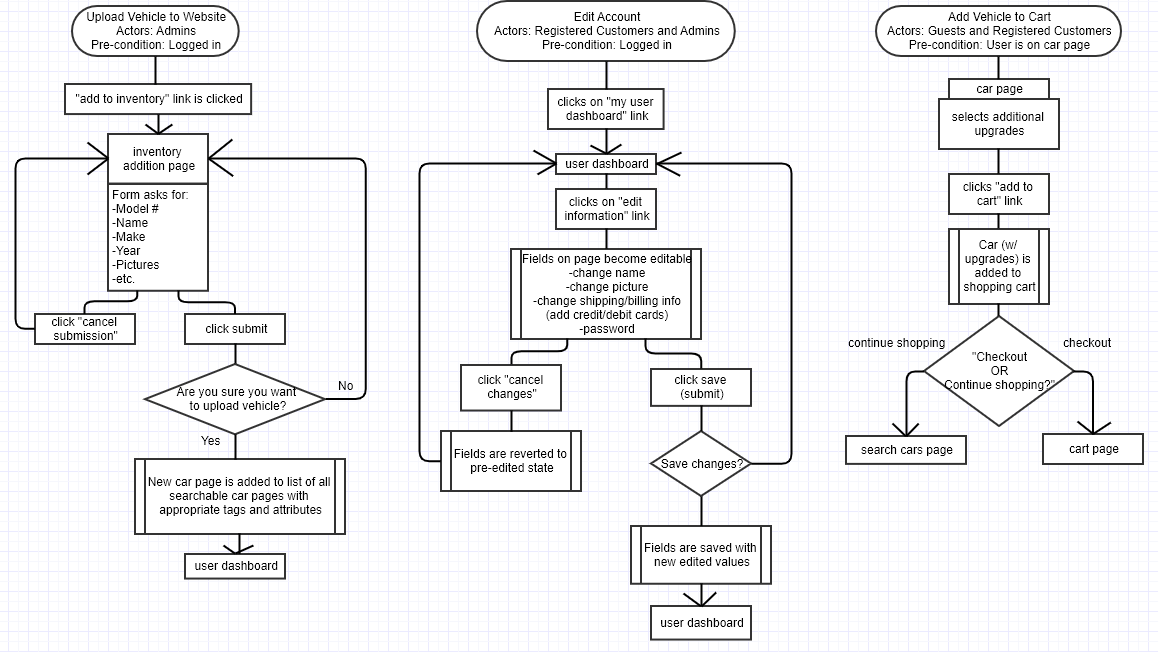 Upload Vehicle to Website
Actors: Admins
Pre-condition: Logged in
"add to inventory" link is clicked
inventory
addition page
Form asks for:
-Model #
-Name
-Make
-Year
-Pictures
-etc.
click "cancel
submission"
click submit
Are you sure you want
to upload vehicle?
No
Yes
New car page is added to list of all
searchable car pages with
appropriate tags and attributes
user dashboard
Edit Account
Actors: Registered Customers and Admins
Pre-condition: Logged in
clicks on "my user
dashboard" link
user dashboard
clicks on "edit
information" link
Fields on page become editable
-change name
-change picture
-change shipping/billing info
(add credit/debit cards)
-password
click "cancel
changes"
Fields are reverted to
pre-edited state
click save
(submit)
Save changes?
Fields are saved with
new edited values
user dashboard
Add Vehicle to Cart
Actors: Guests and Registered Customers
Pre-condition: User is on car page
car page
selects additional
upgrades
clicks "add to
cart" link
Car (w/
upgrades) is
added to
shopping cart
continue shopping
checkout
"Checkout
OR
Continue shopping?"
search cars page
cart page